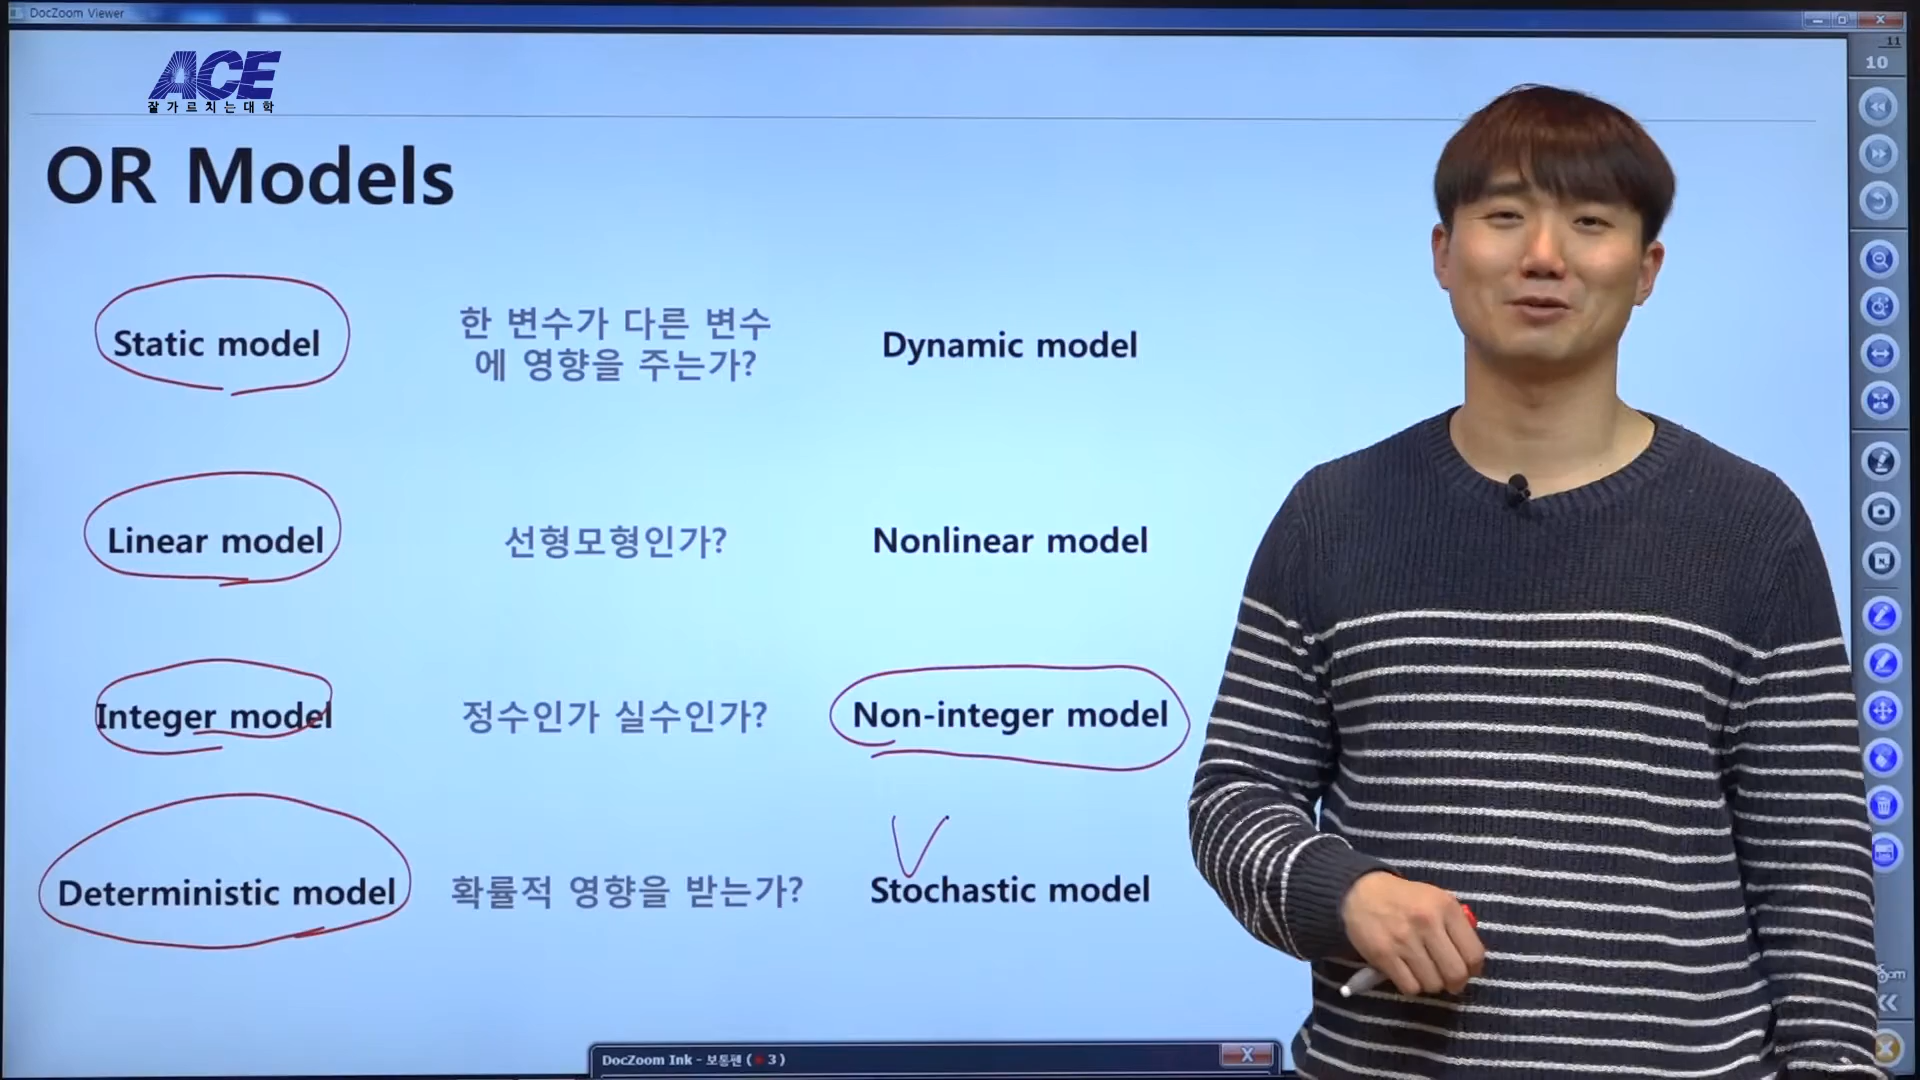 DocZoom Viewer
11
10
ACE
잘가르치는대학
OR Models
Static model
한 변수가 다른 변수
에 영향을 주는가?
Dynamic model
Linear model
선형모형인가?
Nonlinear model
Integer model
정수인가 실수인가?
Non-integer model
Deterministic model
확률적 영향을 받는가?
Stochastic model
DocZoom Ink - 보통펜 ( 3 )